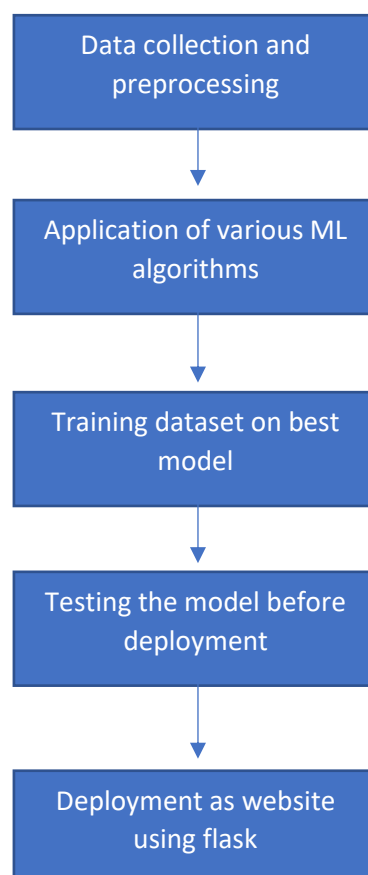 Data collection and
preprocessing
Application of various ML
algorithms
Training dataset on best
model
Testing the model before
deployment
Deployment as website
using flask